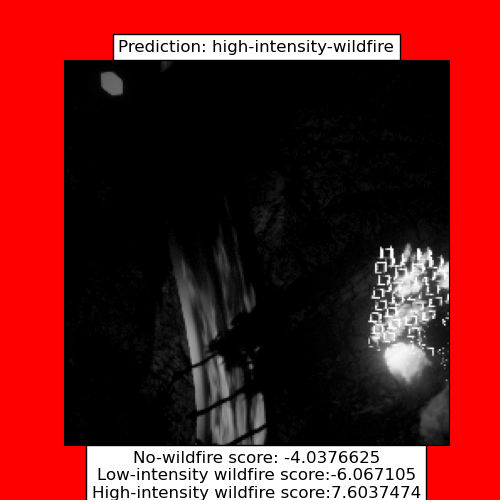 Prediction: high-intensity-wildfire
No-wildfire score: -4.0376625
Low-intensity wildfire score:-6.067105
High-intensity wildfire score:7.6037474